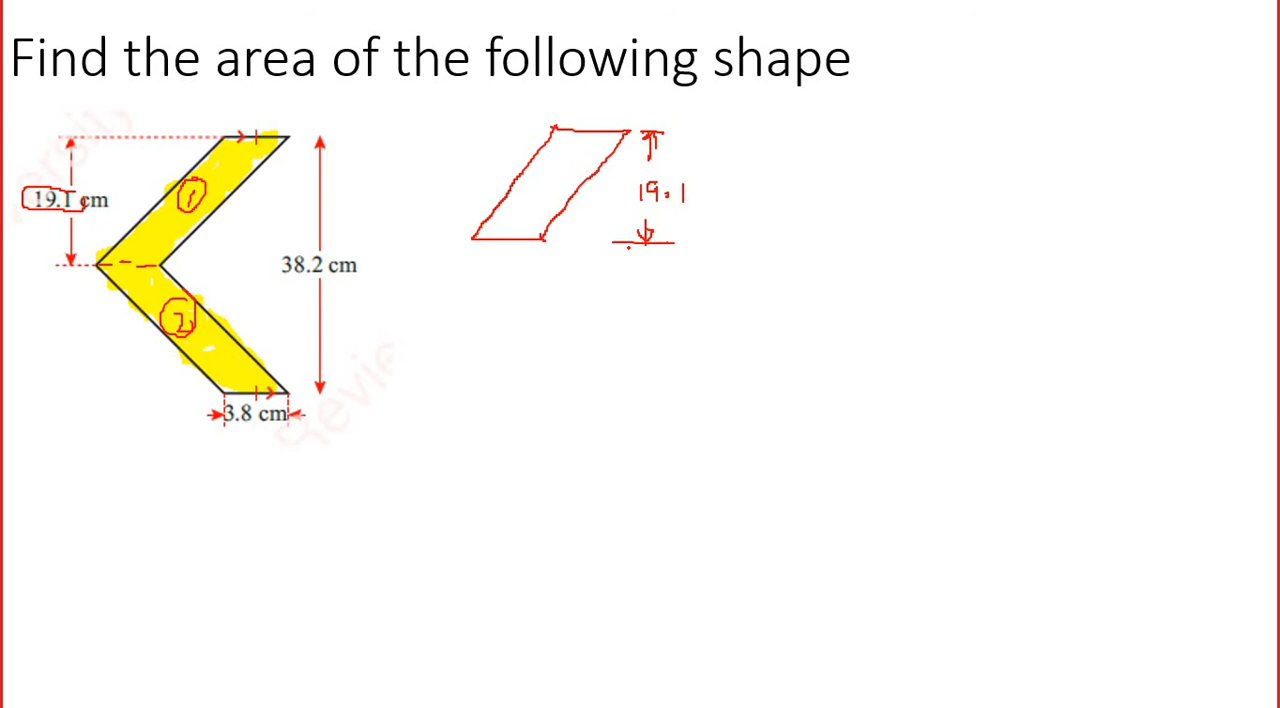 Find the area of the following shape
19.1 cm
1
19.1
38.2 cm
2
3.8 cm
Review